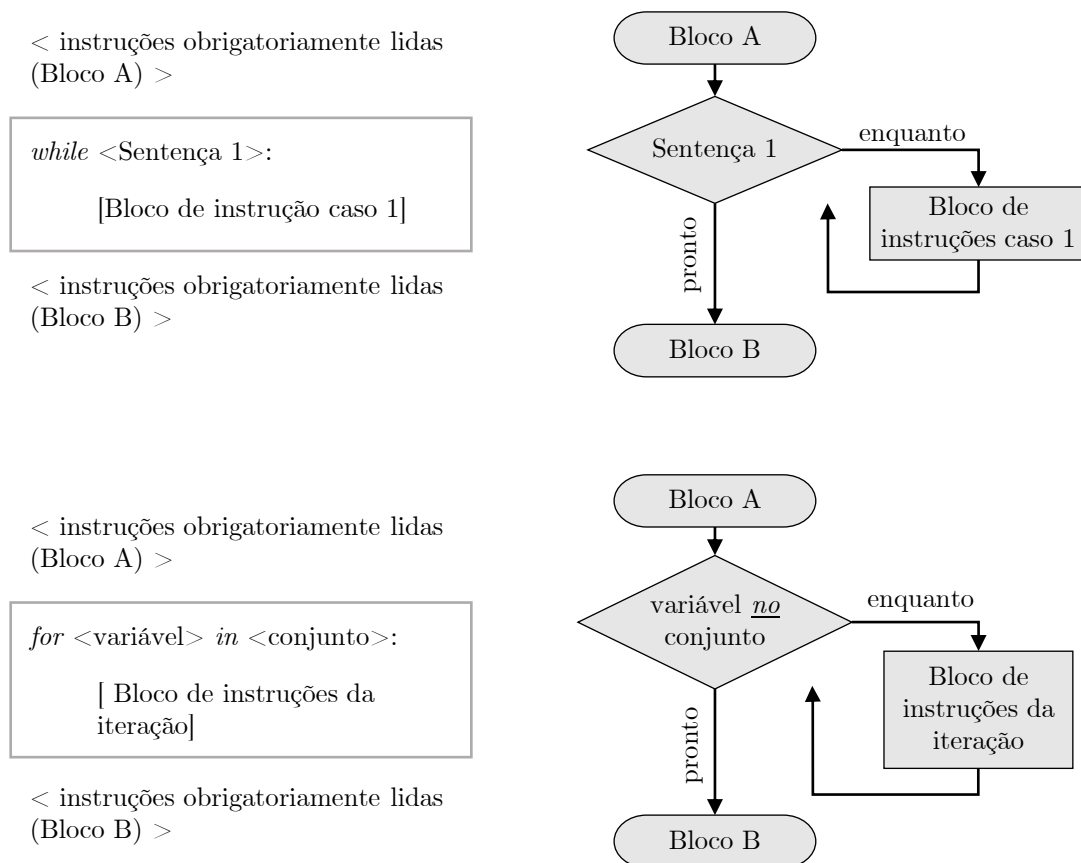 < instruções obrigatoriamente lidas
(Bloco A) >
while <Sentença 1>:
[Bloco de instrução caso 1]
< instruções obrigatoriamente lidas
(Bloco B) >
Bloco A
Sentença 1
enquanto
Bloco de
instruções caso 1
pronto
Bloco B
< instruções obrigatoriamente lidas
(Bloco A) >
for <variável> in <conjunto>:
[ Bloco de instruções da
iteração]
< instruções obrigatoriamente lidas
(Bloco B) >
Bloco A
variável no
conjunto
enquanto
Bloco de
instruções da
iteração
pronto
Bloco B